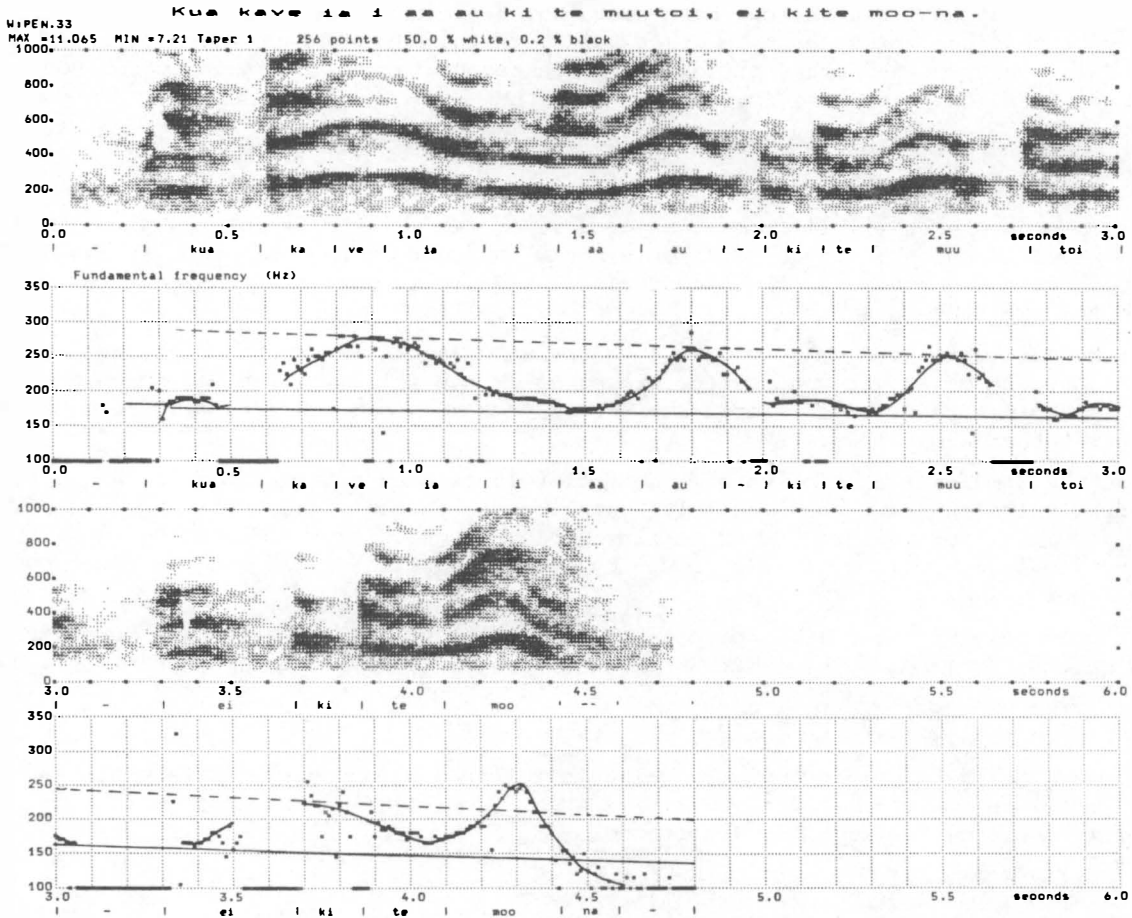 Kua kave ia i aa au ki te muutoi, ei kite moo-na.
W:PEN.33
MAX =11.065 MIN =7.21 Taper 1 256 points 50.0 % white, 0.2 % black
1000
800
600
400
200
0
0.0 0.5 1.0 1.5 2.0 2.5 seconds 3.0
| - | kua | ka | ve | ia | i | aa | au | - | ki | te | muu | toi |
Fundamental frequency (Hz)
350
300
250
200
150
100
0.0 0.5 1.0 1.5 2.0 2.5 seconds 3.0
| - | kua | ka | ve | ia | i | aa | au | - | ki | te | muu | toi |
1000
800
600
400
200
0
3.0 3.5 4.0 4.5 5.0 5.5 seconds 6.0
| - | ei | ki | te | moo | -- |
350
300
250
200
150
100
3.0 3.5 4.0 4.5 5.0 5.5 seconds 6.0
| - | ei | ki | te | moo | na | - |